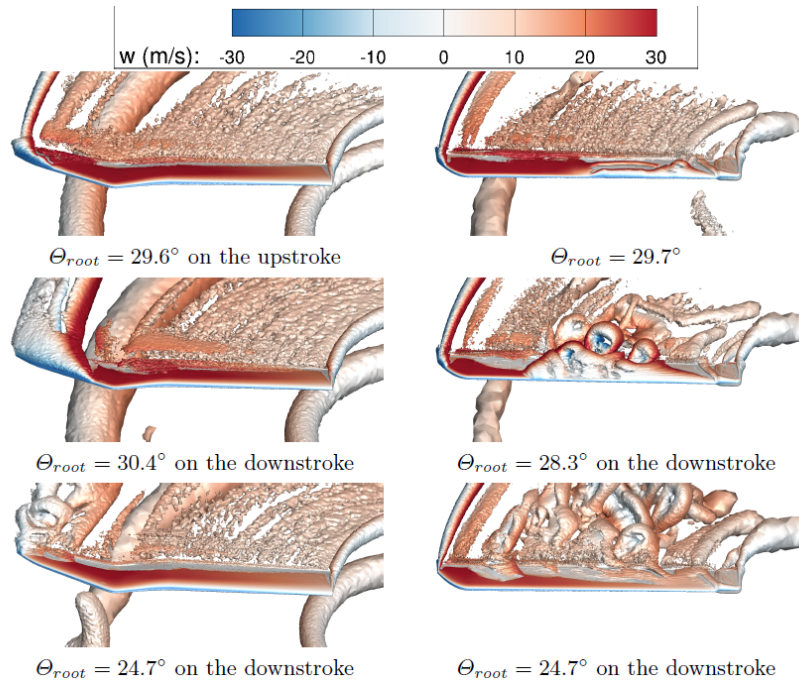 w (m/s): -30 -20 -10 0 10 20 30
Θroot = 29.6° on the upstroke
Θroot = 29.7°
Θroot = 30.4° on the downstroke
Θroot = 28.3° on the downstroke
Θroot = 24.7° on the downstroke
Θroot = 24.7° on the downstroke